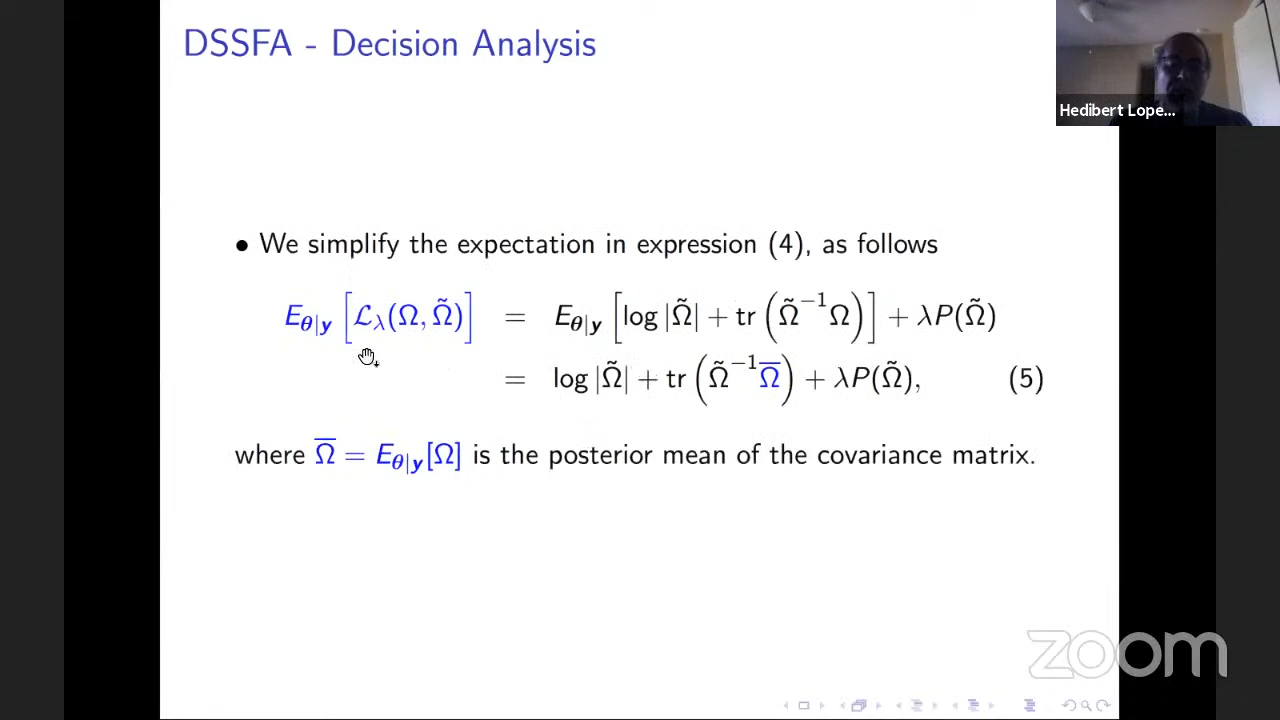 DSSFA - Decision Analysis
Hedibert Lope...
• We simplify the expectation in expression (4), as follows
E_{θ|y} [ℒ_λ(Ω, Ω̃)] = E_{θ|y} [log |Ω̃| + tr (Ω̃^{−1}Ω)] + λP(Ω̃)
= log |Ω̃| + tr (Ω̃^{−1}Ω̅) + λP(Ω̃), (5)
where Ω̅ = E_{θ|y}[Ω] is the posterior mean of the covariance matrix.
zoom